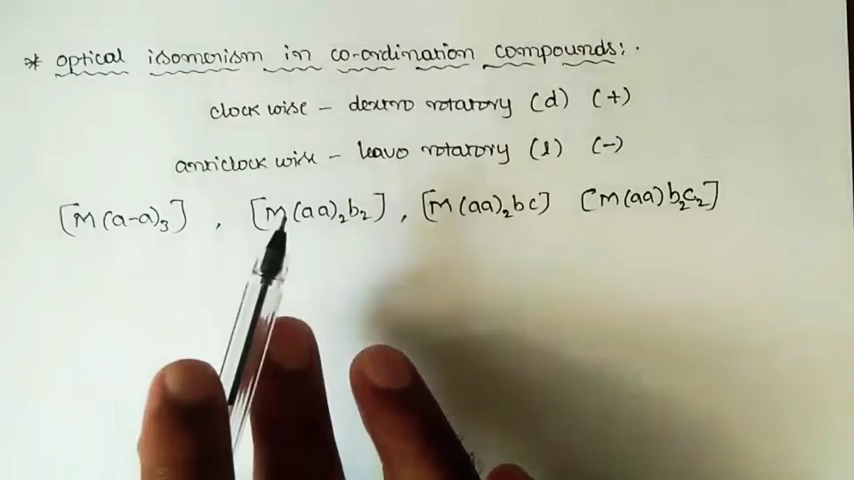 * optical isomerism in co-ordination compounds:.
clock wise - dextro rotatory (d) (+)
anticlock wise - leavo rotatory (l) (-)
[M(a-a)₃] , [M(aa)₂b₂] , [M(aa)₂bc] [M(aa)b₂c₂]